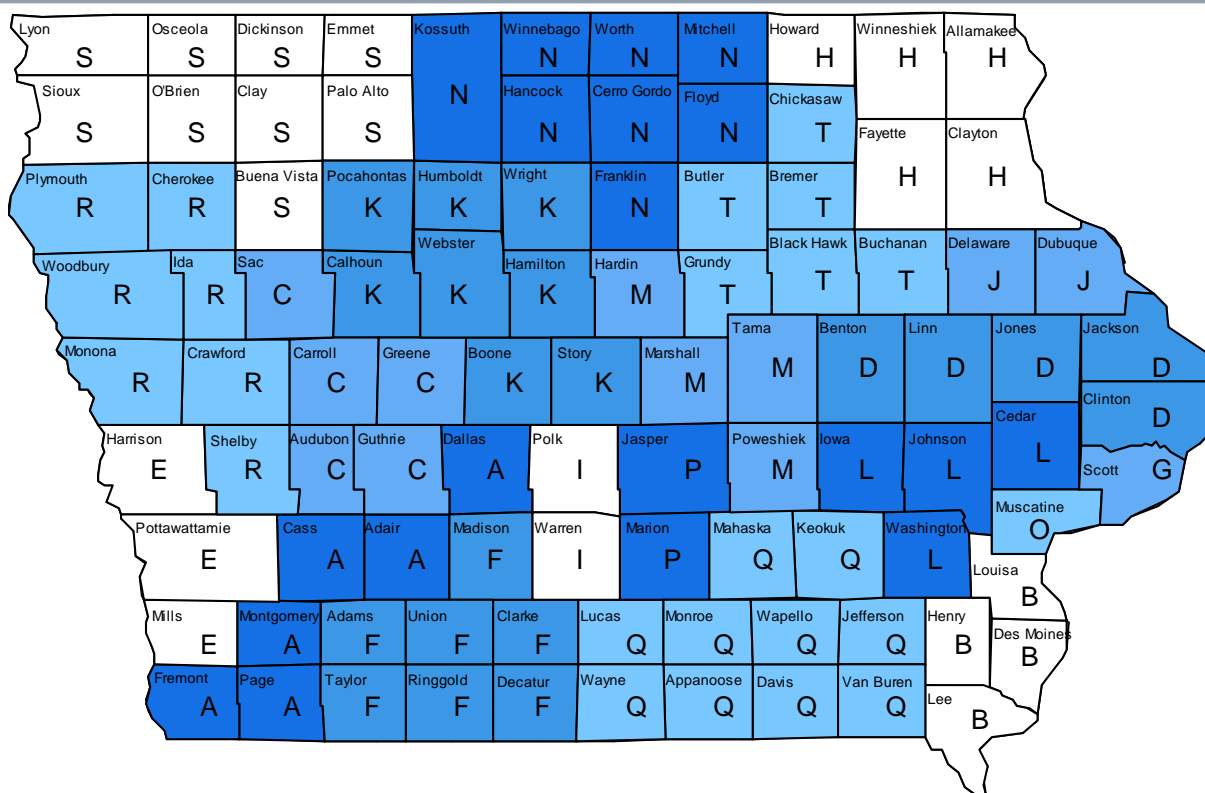 Lyon Osceola Dickinson Emmet Kossuth Winnebago Worth Mitchell Howard Winneshiek Allamakee
S S S S N N N N H H H
Sioux O'Brien Clay Palo Alto Hancock Cerro Gordo Floyd Chickasaw
S S S S N N N T
Fayette Clayton
H H
Plymouth Cherokee Buena Vista Pocahontas Humboldt Wright Franklin Butler Bremer
R R S K K K N T T
Woodbury Ida Sac Calhoun Webster Hamilton Hardin Grundy Black Hawk Buchanan Delaware Dubuque
R R C K K K M T T T J J
Tama Benton Linn Jones Jackson
M D D D D
Monona Crawford Carroll Greene Boone Story Marshall
R R C C K K M
Clinton
D
Harrison Shelby Audubon Guthrie Dallas Polk Jasper Poweshiek Iowa Johnson Cedar Scott
E R C C A I P M L L L G
Pottawattamie Cass Adair Madison Warren Marion Mahaska Keokuk Washington Muscatine
E A A F I P Q Q L O
Louisa
B
Mills Montgomery Adams Union Clarke Lucas Monroe Wapello Jefferson Henry Des Moines
E A F F F Q Q Q Q B B
Fremont Page Taylor Ringgold Decatur Wayne Appanoose Davis Van Buren Lee
A A F F F Q Q Q Q B